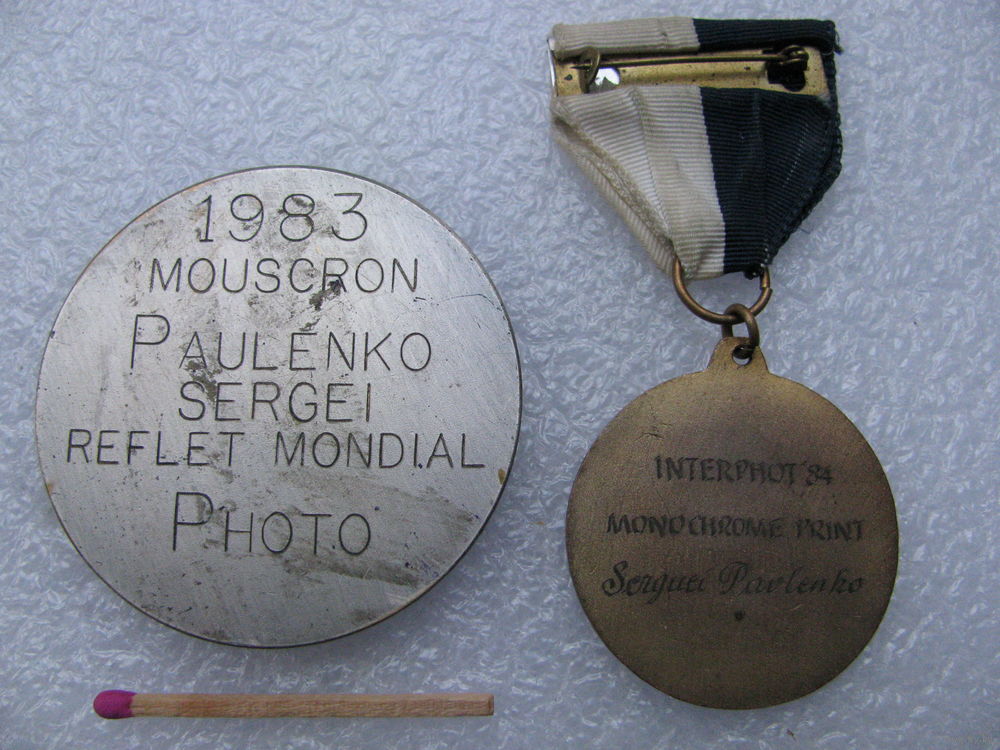 1983
MOUSCRON
PAULENKO
SERGEI
REFLET MONDIAL
PHOTO
INTERPHOT '84
MONOCHROME PRINT
Serguei Pavlenko